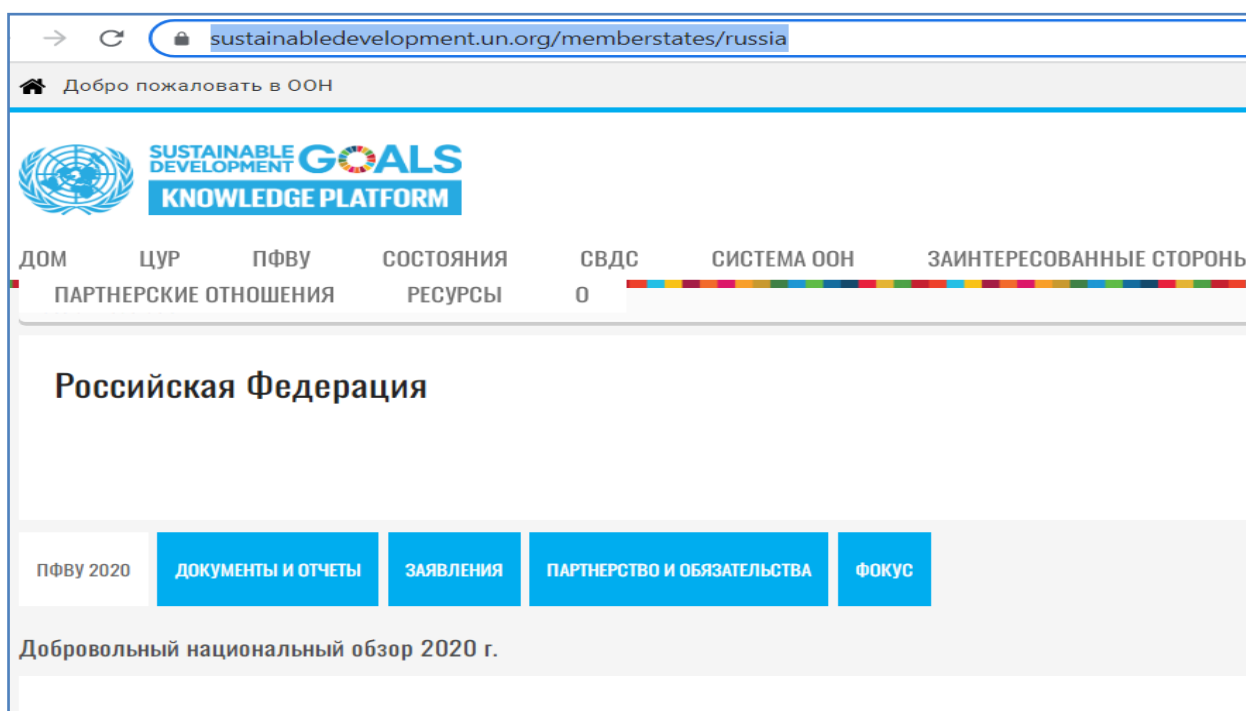 sustainabledevelopment.un.org/memberstates/russia
Добро пожаловать в ООН
SUSTAINABLE
DEVELOPMENT GOALS
KNOWLEDGE PLATFORM
ДОМ ЦУР ПФВУ СОСТОЯНИЯ СВДС СИСТЕМА ООН ЗАИНТЕРЕСОВАННЫЕ СТОРОНЫ
ПАРТНЕРСКИЕ ОТНОШЕНИЯ РЕСУРСЫ О
Российская Федерация
ПФВУ 2020 ДОКУМЕНТЫ И ОТЧЕТЫ ЗАЯВЛЕНИЯ ПАРТНЕРСТВО И ОБЯЗАТЕЛЬСТВА ФОКУС
Добровольный национальный обзор 2020 г.